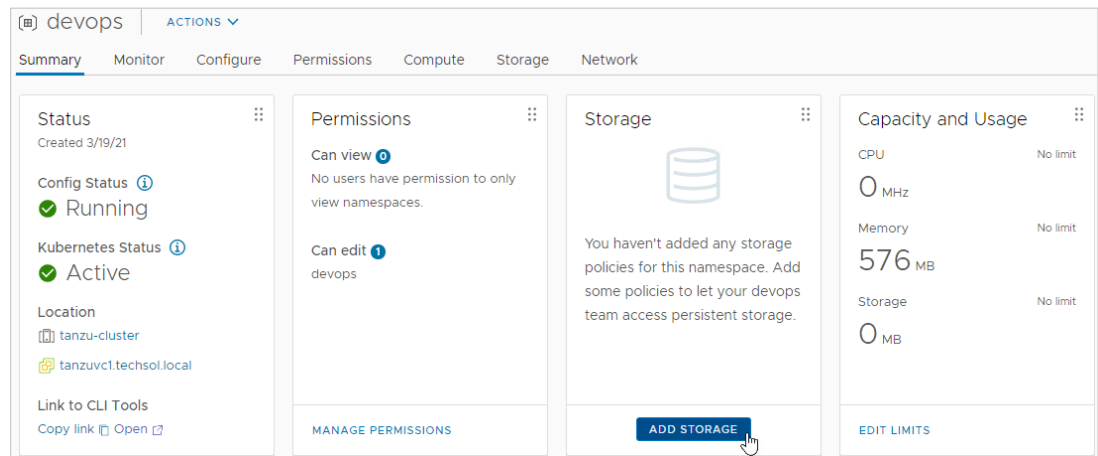 devops ACTIONS
Summary Monitor Configure Permissions Compute Storage Network
Status
Created 3/19/21
Config Status
Running
Kubernetes Status
Active
Location
tanzu-cluster
tanzuvc1.techsol.local
Link to CLI Tools
Copy link Open
Permissions
Can view 0
No users have permission to only
view namespaces.
Can edit 1
devops
MANAGE PERMISSIONS
Storage
You haven't added any storage
policies for this namespace. Add
some policies to let your devops
team access persistent storage.
ADD STORAGE
Capacity and Usage
CPU No limit
0 MHz
Memory No limit
576 MB
Storage No limit
0 MB
EDIT LIMITS